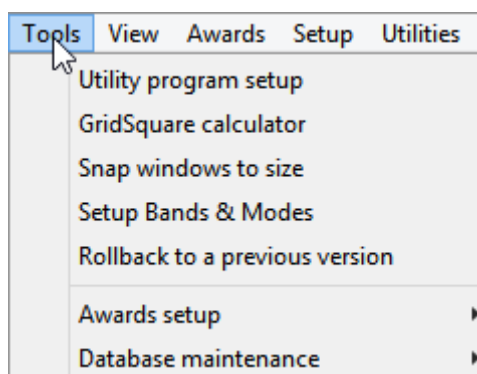 Tools View Awards Setup Utilities
Utility program setup
GridSquare calculator
Snap windows to size
Setup Bands & Modes
Rollback to a previous version
Awards setup
Database maintenance